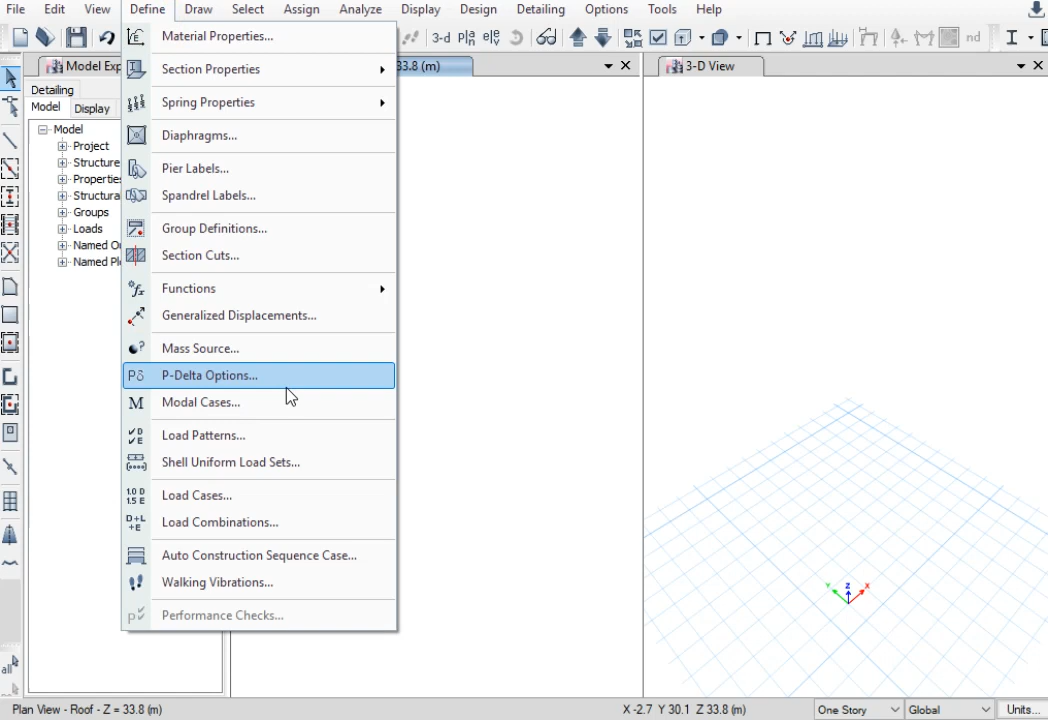 File Edit View Define Draw Select Assign Analyze Display Design Detailing Options Tools Help
3-d nd
Model Exp 33.8 (m) 3-D View
Detailing
Model Display
Model
Project
Structure
Properties
Structura
Groups
Loads
Named O
Named Pl
Material Properties...
Section Properties
Spring Properties
Diaphragms...
Pier Labels...
Spandrel Labels...
Group Definitions...
Section Cuts...
Functions
Generalized Displacements...
Mass Source...
Pδ P-Delta Options...
M Modal Cases...
Load Patterns...
Shell Uniform Load Sets...
Load Cases...
Load Combinations...
Auto Construction Sequence Case...
Walking Vibrations...
Performance Checks...
Y Z X
all
Plan View - Roof - Z = 33.8 (m) X -2.7 Y 30.1 Z 33.8 (m) One Story Global Units...